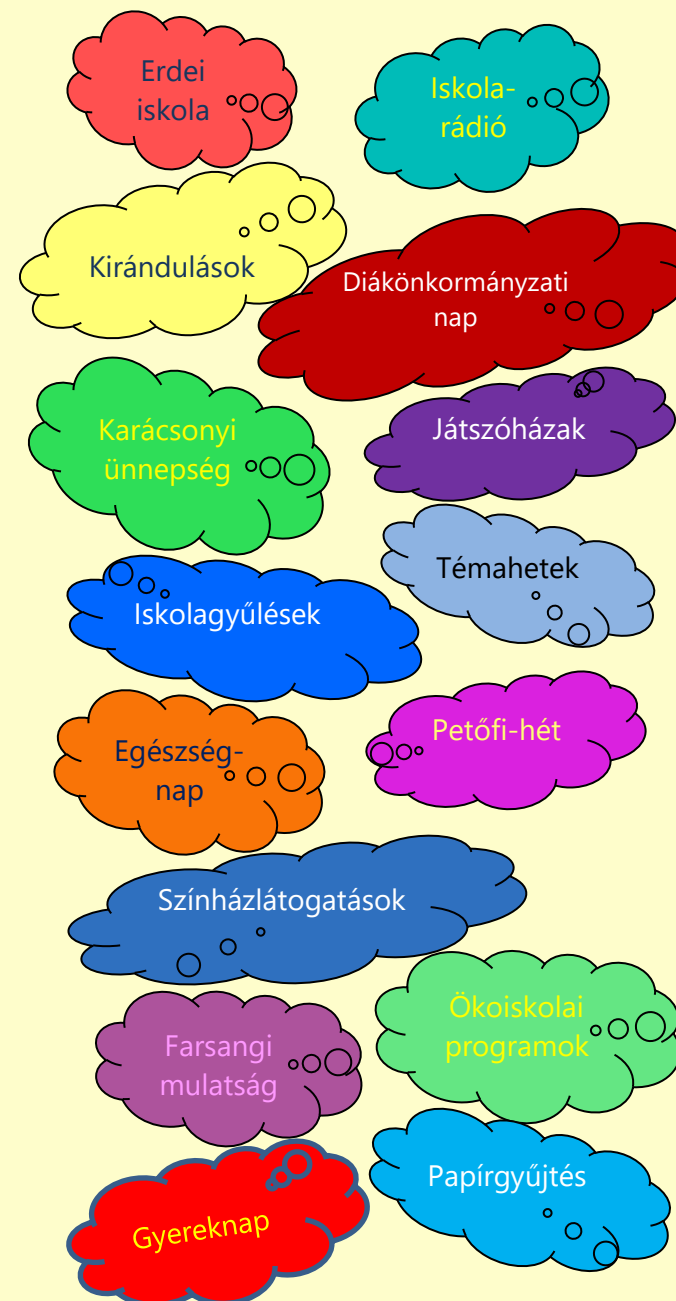 Erdei
iskola
Iskola-
rádió
Kirándulások
Diákönkormányzati
nap
Karácsonyi
ünnepség
Játszóházak
Témahetek
Iskolagyűlések
Petőfi-hét
Egészség-
nap
Színházlátogatások
Ökoiskolai
programok
Farsangi
mulatság
Papírgyűjtés
Gyereknap